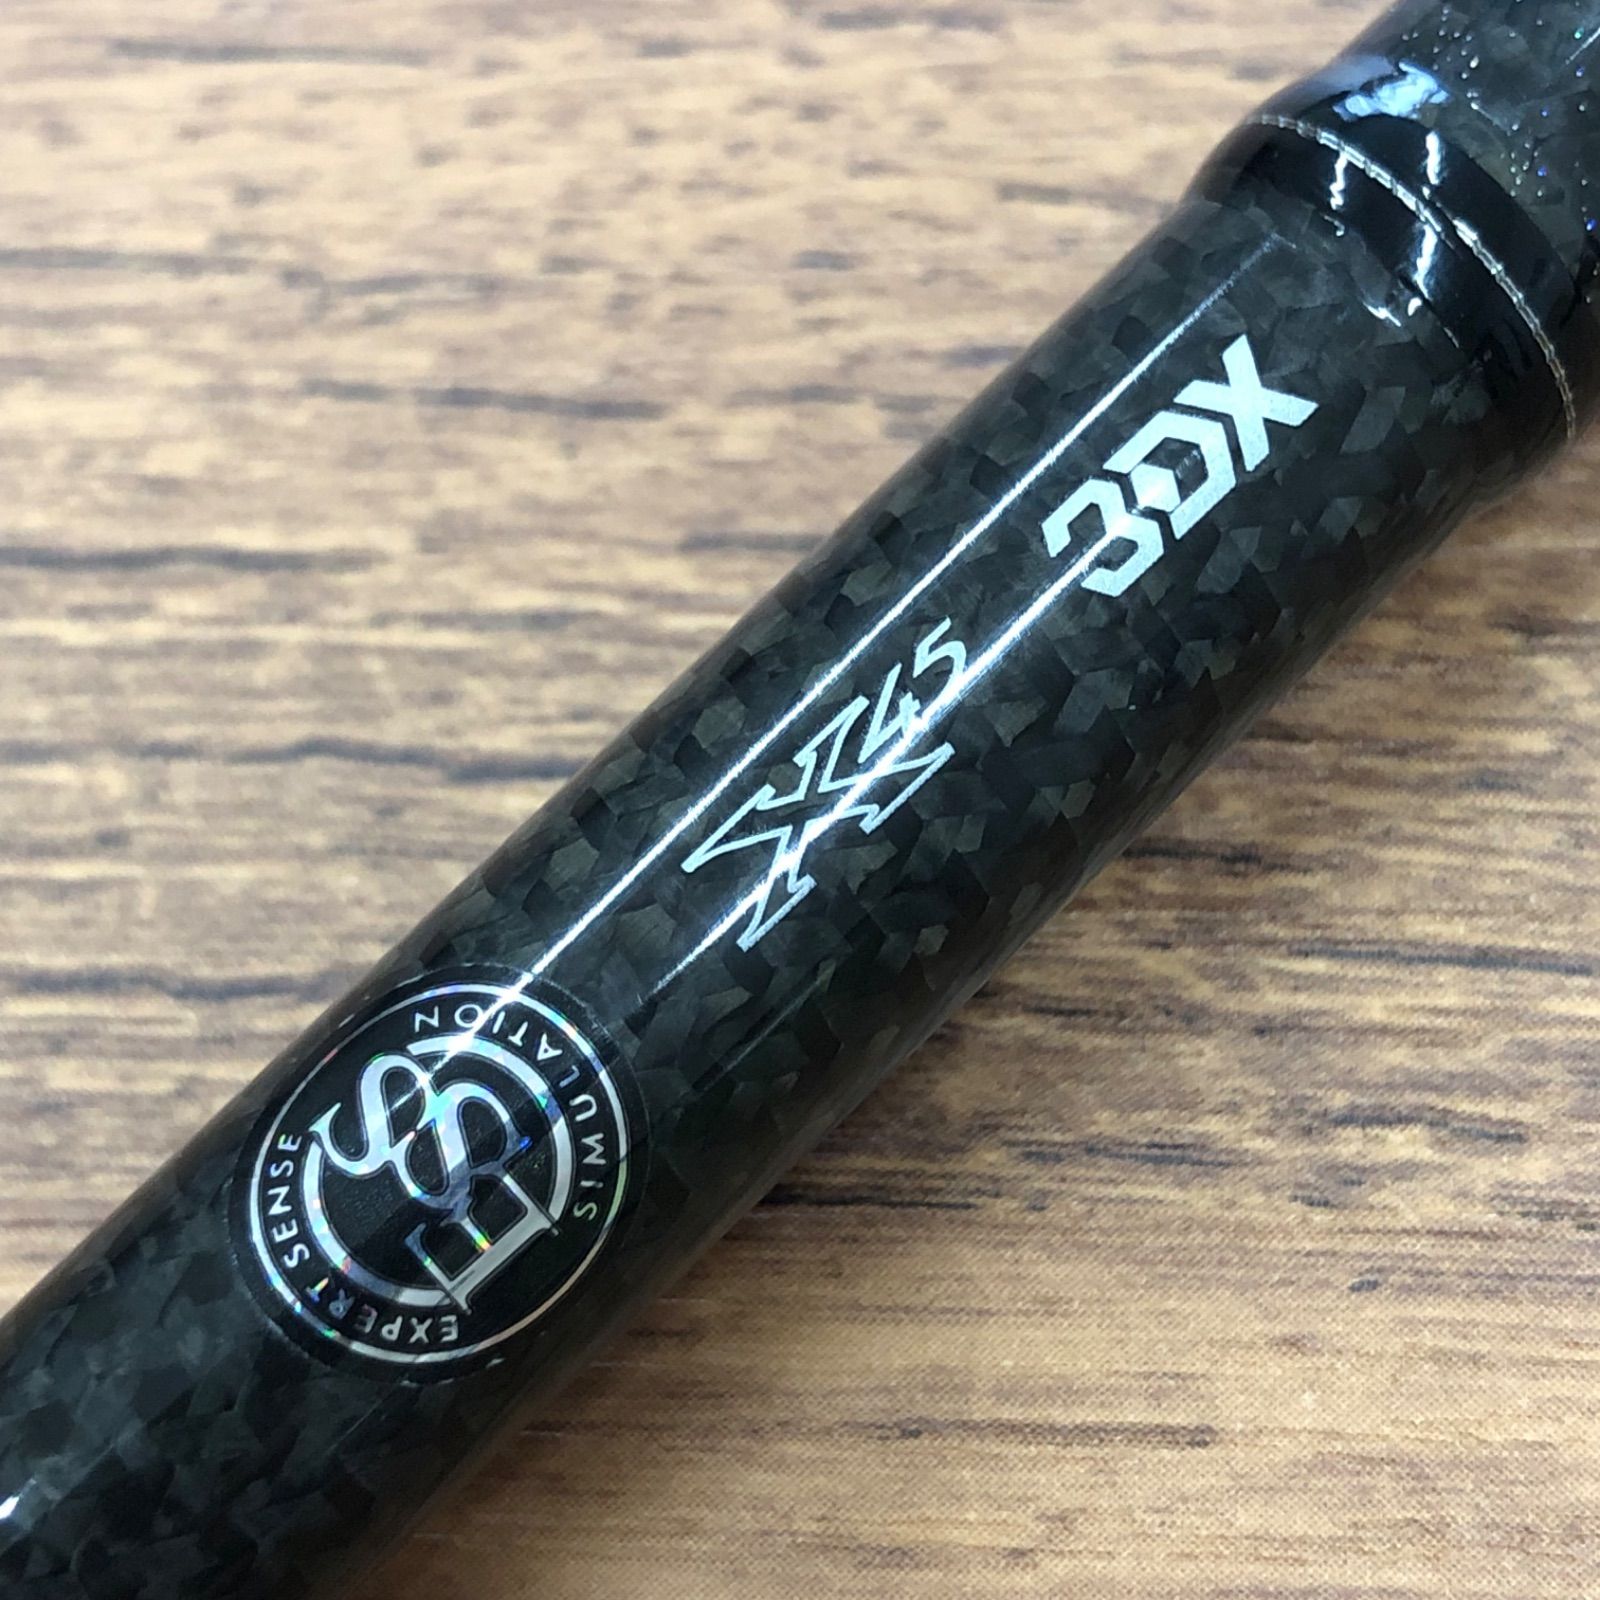 3DX
X45
ESS
EXPERT SENSE SIMULATION